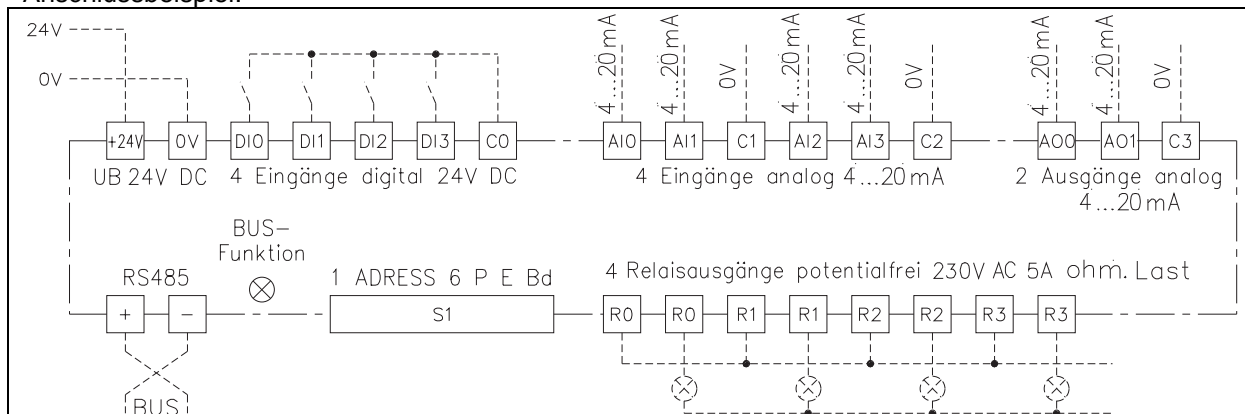 Anschlussbeispiel:
24V
0V
4...20mA 4...20mA 0V 4...20mA 4...20mA 0V 4...20mA 4...20mA 0V
+24V 0V DI0 DI1 DI2 DI3 C0 AI0 AI1 C1 AI2 AI3 C2 AO0 AO1 C3
UB 24V DC 4 Eingänge digital 24V DC 4 Eingänge analog 4...20mA 2 Ausgänge analog
4...20mA
BUS-
Funktion
RS485 1 ADRESS 6 P E Bd 4 Relaisausgänge potentialfrei 230V AC 5A ohm. Last
+ - S1 R0 R0 R1 R1 R2 R2 R3 R3
BUS